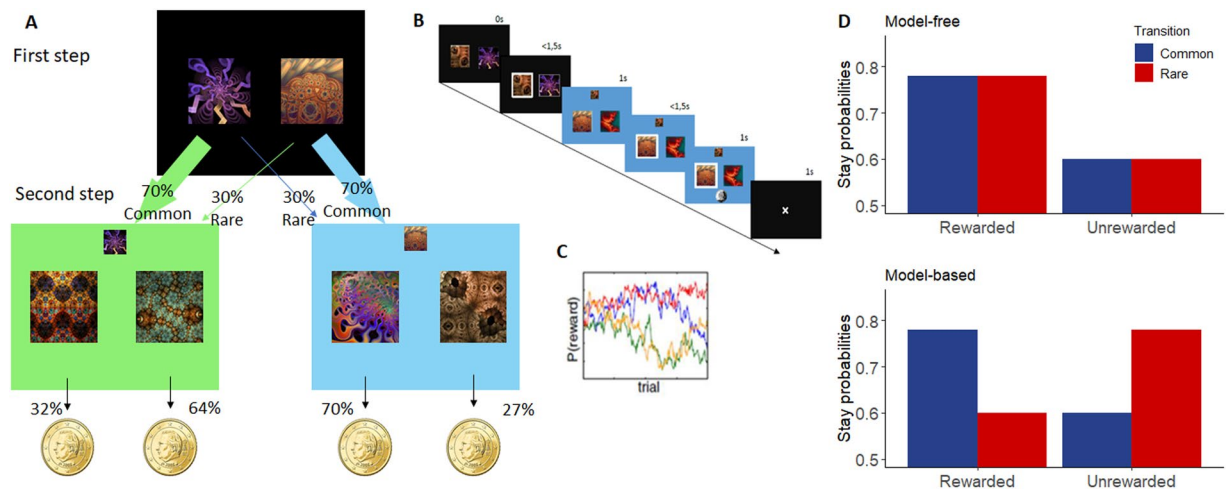 A
First step
Second step
70%
Common
30%
Rare
30%
Rare
70%
Common
32%
64%
70%
27%
B
0s
<1,5s
1s
<1,5s
1s
1s
x
C
P(reward)
trial
D
Model-free
Transition
Common
Rare
Stay probabilities
0.8
0.7
0.6
0.5
Rewarded
Unrewarded
Model-based
Stay probabilities
0.8
0.7
0.6
0.5
Rewarded
Unrewarded